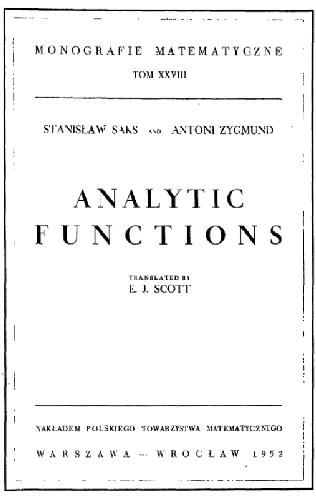 MONOGRAFIE MATEMATYCZNE
TOM XXVIII
STANISŁAW SAKS AND ANTONI ZYGMUND
ANALYTIC
FUNCTIONS
TRANSLATED BY
E. J. SCOTT
NAKŁADEM POLSKIEGO TOWARZYSTWA MATEMATYCZNEGO
WARSZAWA – WROCŁAW 1952